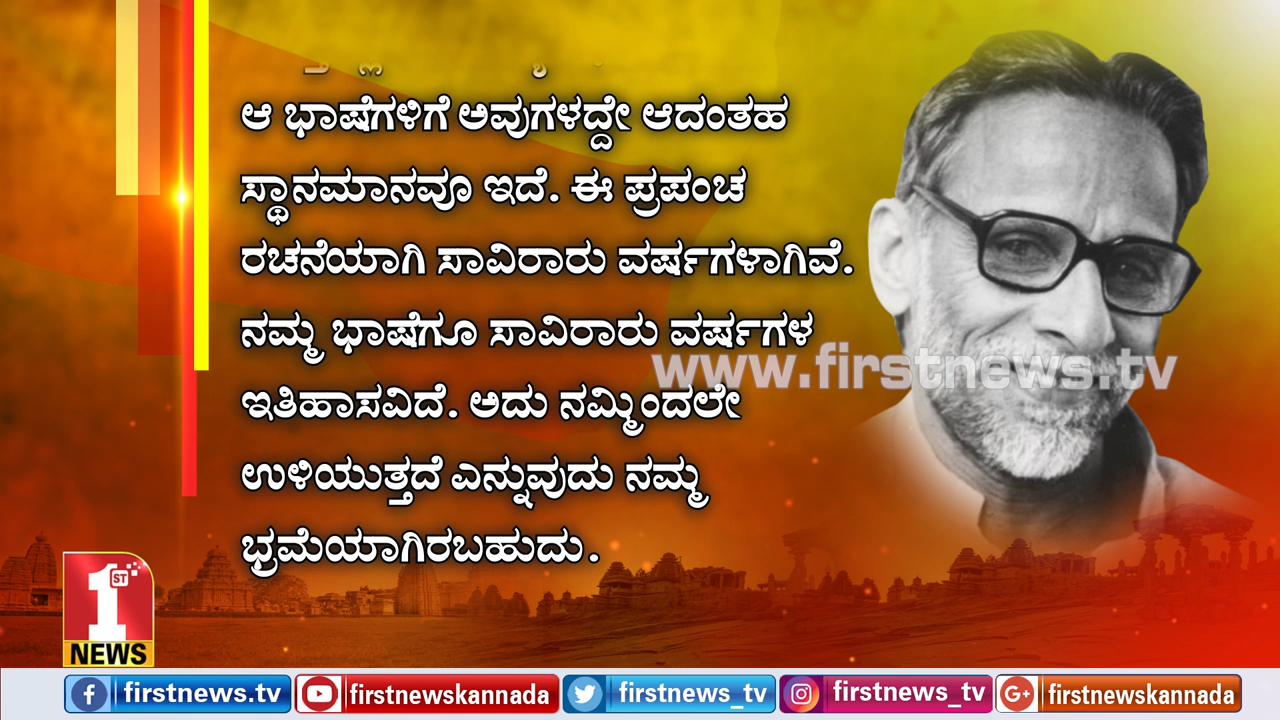 ಆ ಭಾಷೆಗಳಿಗೆ ಅವುಗಳದ್ದೇ ಆದಂತಹ
ಸ್ಥಾನಮಾನವೂ ಇದೆ. ಈ ಪ್ರಪಂಚ
ರಚನೆಯಾಗಿ ಸಾವಿರಾರು ವರ್ಷಗಳಾಗಿವೆ.
ನಮ್ಮ ಭಾಷೆಗೂ ಸಾವಿರಾರು ವರ್ಷಗಳ
www.firstnews.tv
ಇತಿಹಾಸವಿದೆ. ಅದು ನಮ್ಮಿಂದಲೇ
ಉಳಿಯುತ್ತದೆ ಎನ್ನುವುದು ನಮ್ಮ
ಭ್ರಮೆಯಾಗಿರಬಹುದು.
1ST
NEWS
firstnews.tv firstnewskannada firstnews_tv firstnews_tv firstnewskannada